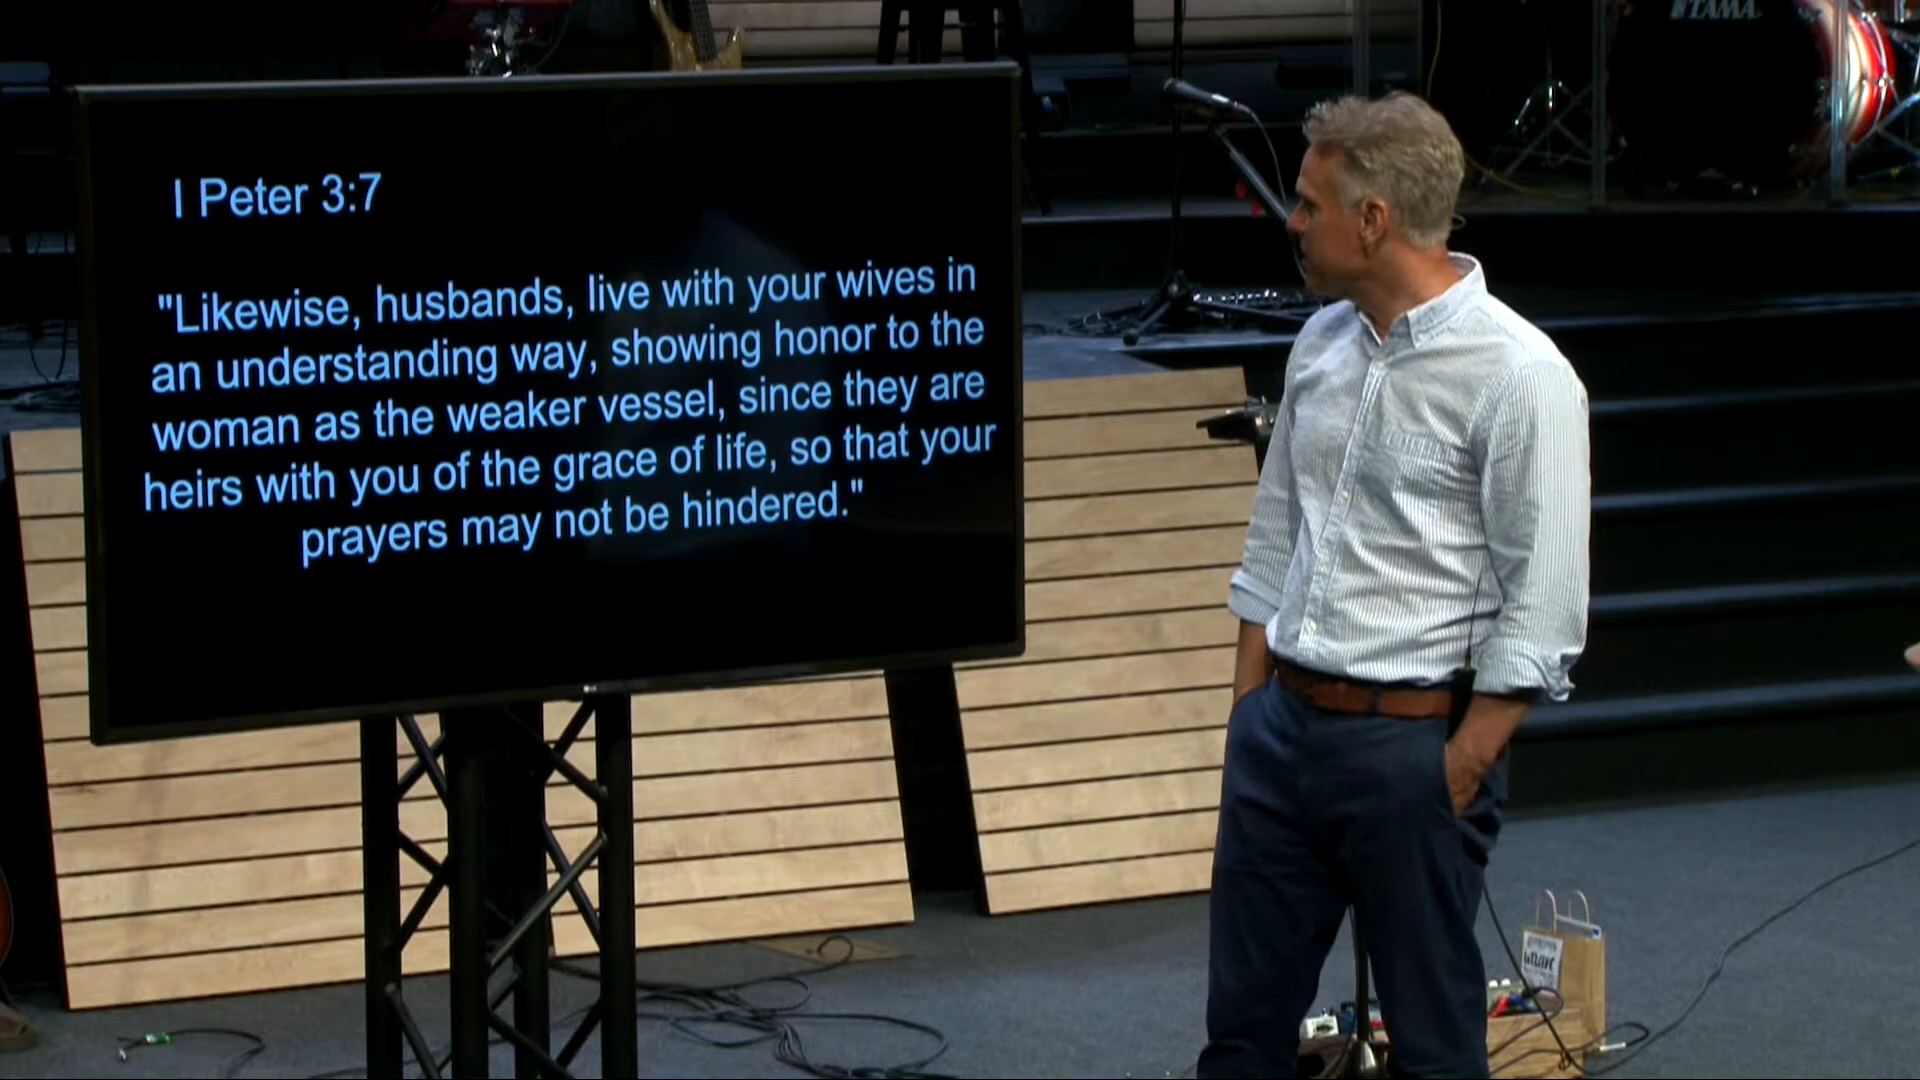 TAMA
I Peter 3:7
"Likewise, husbands, live with your wives in
an understanding way, showing honor to the
woman as the weaker vessel, since they are
heirs with you of the grace of life, so that your
prayers may not be hindered."